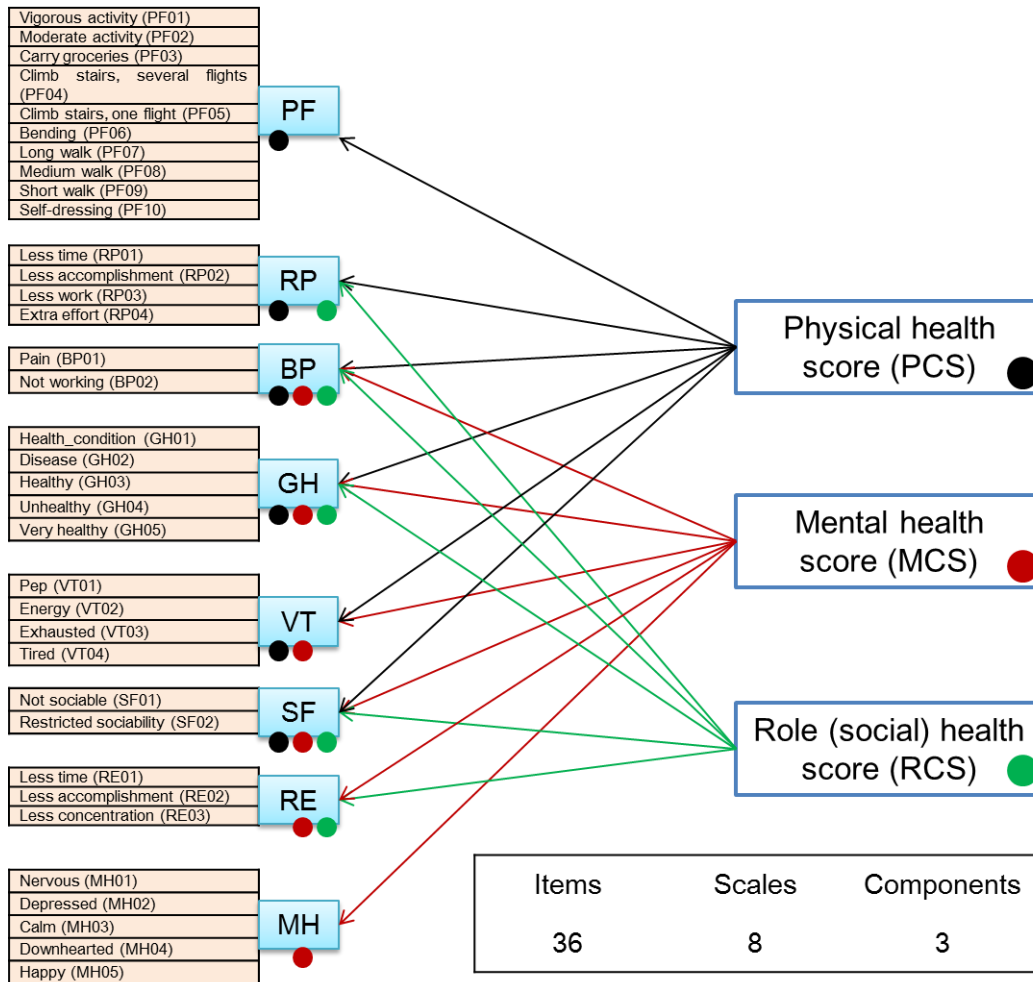 Vigorous activity (PF01)
Moderate activity (PF02)
Carry groceries (PF03)
Climb stairs, several flights
(PF04)
Climb stairs, one flight (PF05)
Bending (PF06)
Long walk (PF07)
Medium walk (PF08)
Short walk (PF09)
Self-dressing (PF10)
PF
Less time (RP01)
Less accomplishment (RP02)
Less work (RP03)
Extra effort (RP04)
RP
Pain (BP01)
Not working (BP02)
BP
Health_condition (GH01)
Disease (GH02)
Healthy (GH03)
Unhealthy (GH04)
Very healthy (GH05)
GH
Pep (VT01)
Energy (VT02)
Exhausted (VT03)
Tired (VT04)
VT
Not sociable (SF01)
Restricted sociability (SF02)
SF
Less time (RE01)
Less accomplishment (RE02)
Less concentration (RE03)
RE
Nervous (MH01)
Depressed (MH02)
Calm (MH03)
Downhearted (MH04)
Happy (MH05)
MH
Physical health
score (PCS)
Mental health
score (MCS)
Role (social) health
score (RCS)
Items Scales Components
36 8 3